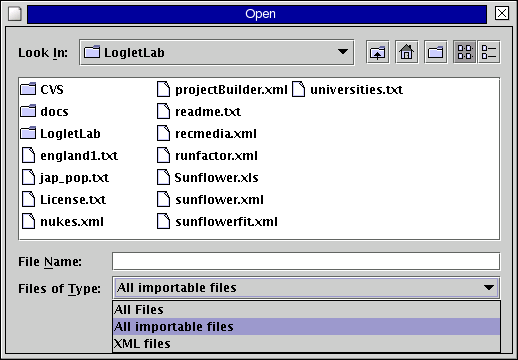 Open
Look In: LogletLab
CVS projectBuilder.xml universities.txt
docs readme.txt
LogletLab recmedia.xml
england1.txt runfactor.xml
jap_pop.txt Sunflower.xls
License.txt sunflower.xml
nukes.xml sunflowerfit.xml
File Name:
Files of Type: All importable files
All Files
All importable files
XML files